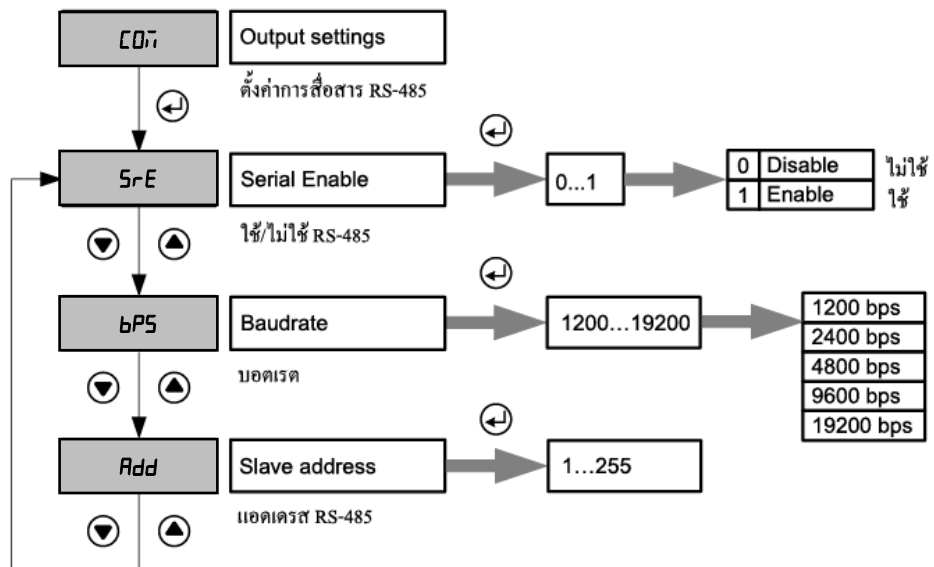 COM Output settings
ตั้งค่าการสื่อสาร RS-485
SrE Serial Enable 0...1 0 Disable ไม่ใช้
1 Enable ใช้
ใช้/ไม่ใช้ RS-485
bPS Baudrate 1200...19200 1200 bps
2400 bps
4800 bps
9600 bps
19200 bps
บอตเรต
Add Slave address 1...255
แอดเดรส RS-485